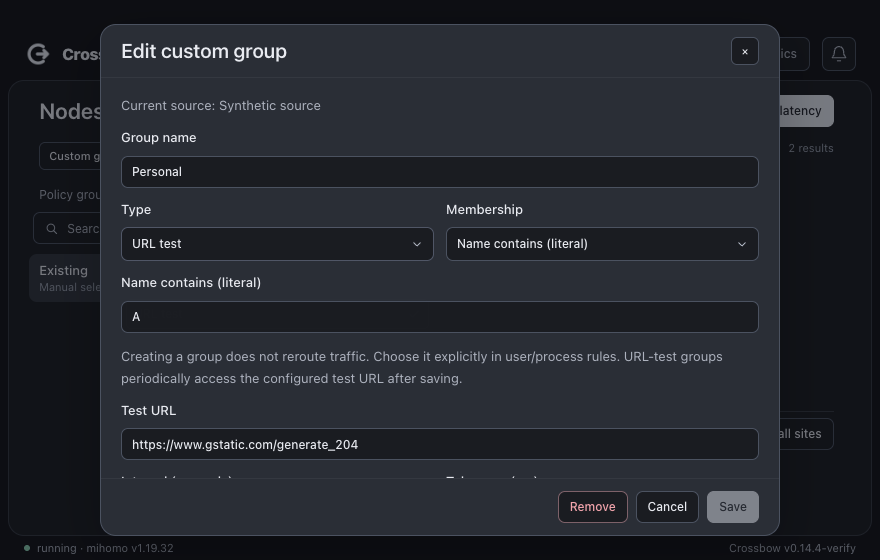 Edit custom group
×
Cros
ics
Nodes
latency
Custom g
2 results
Policy grou
Searc
Existing
Manual sele
Current source: Synthetic source
Group name
Personal
Type
Membership
URL test
Name contains (literal)
Name contains (literal)
A
Creating a group does not reroute traffic. Choose it explicitly in user/process rules. URL-test groups
periodically access the configured test URL after saving.
Test URL
https://www.gstatic.com/generate_204
all sites
Remove
Cancel
Save
running · mihomo v1.19.32
Crossbow v0.14.4-verify